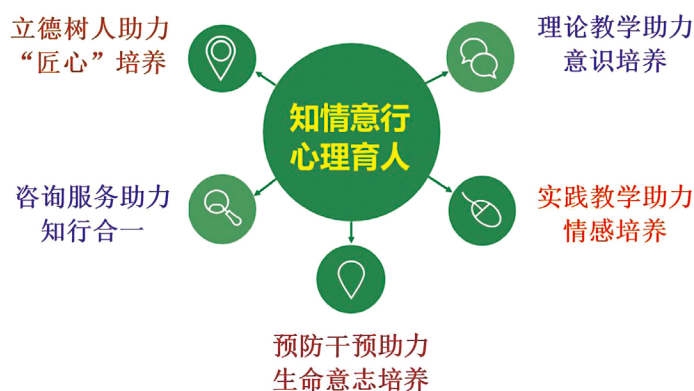 立德树人助力
“匠心”培养
理论教学助力
意识培养
知情意行
心理育人
咨询服务助力
知行合一
实践教学助力
情感培养
预防干预助力
生命意志培养